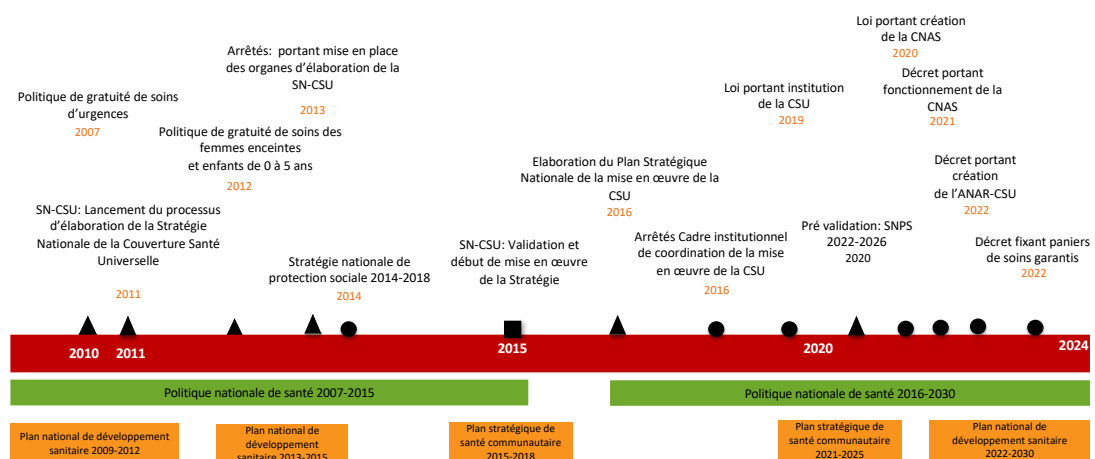 Politique de gratuité de soins
d'urgences
2007
SN-CSU: Lancement du processus
d'élaboration de la Stratégie
Nationale de la Couverture Santé
Universelle
2011
Arrêtés:  portant mise en place
des organes d'élaboration de la
SN-CSU
2013
Politique de gratuité de soins des
femmes enceintes
et enfants de 0 à 5 ans
2012
Stratégie nationale de
protection sociale 2014-2018
2014
SN-CSU: Validation et
début de mise en œuvre
de la Stratégie
Elaboration du Plan Stratégique
Nationale de la mise en œuvre de la
CSU
2016
Arrêtés Cadre institutionnel
de coordination de la mise
en œuvre de la CSU
2016
Loi portant institution
de la CSU
2019
Pré validation: SNPS
2022-2026
2020
Loi portant création
de la CNAS
2020
Décret portant
fonctionnement de la
CNAS
2021
Décret portant
création
de l'ANAR-CSU
2022
Décret fixant paniers
de soins garantis
2022
2010
2011
2015
2020
2024
Politique nationale de santé 2007-2015
Politique nationale de santé 2016-2030
Plan national de développement
sanitaire 2009-2012
Plan national de
développement
sanitaire 2013-2015
Plan stratégique de
santé communautaire
2015-2018
Plan stratégique de
santé communautaire
2021-2025
Plan national de
développement sanitaire
2022-2030